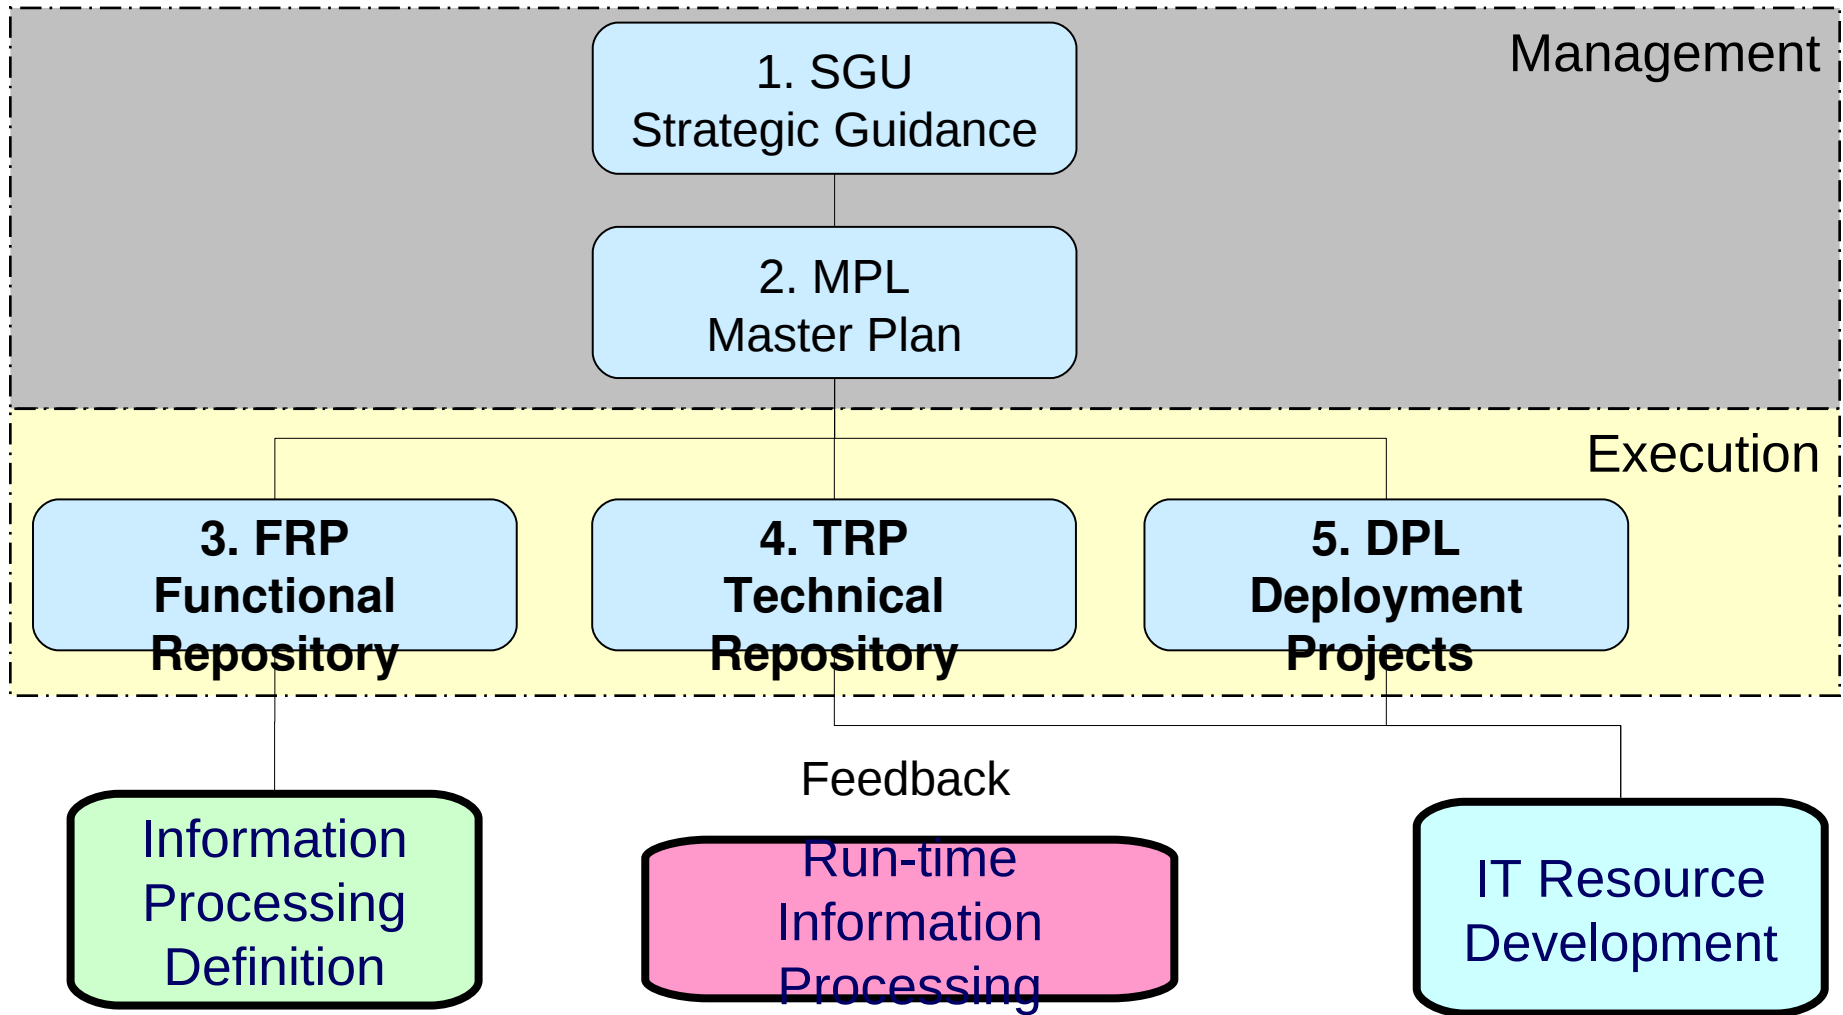 Management
1. SGU
Strategic Guidance
2. MPL
Master Plan
Execution
3. FRP
Functional
Repository
4. TRP
Technical
Repository
5. DPL
Deployment
Projects
Feedback
Information
Processing
Definition
Run-time
Information
Processing
IT Resource
Development